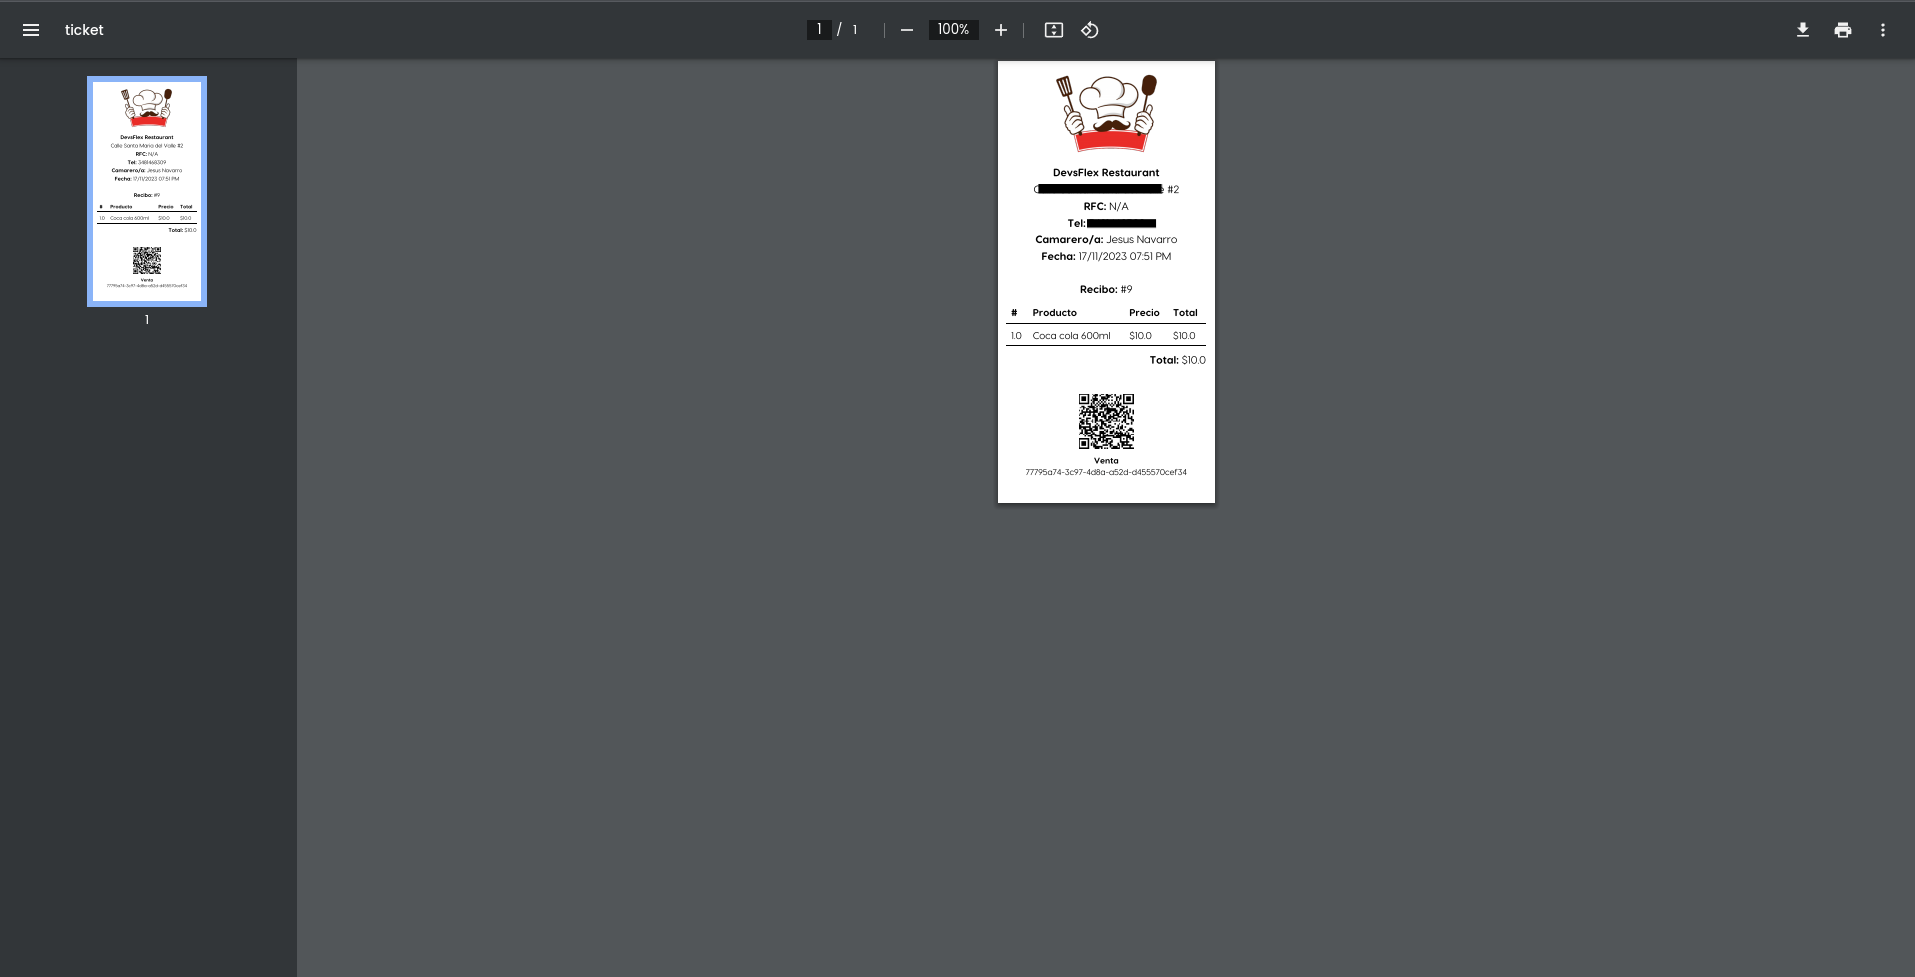 ticket
1 / 1
100%
DevsFlex Restaurant
Calle Santa Maria del Valle #2
RFC: N/A
Tel:
Camarero/a: Jesus Navarro
Fecha: 17/11/2023 07:51 PM
Recibo: #9
# Producto Precio Total
1.0 Coca cola 600ml $10.0 $10.0
Total: $10.0
Venta
77795a74-3c97-4d8a-a52d-d455570cef34
1
DevsFlex Restaurant
#2
RFC: N/A
Tel:
Camarero/a: Jesus Navarro
Fecha: 17/11/2023 07:51 PM
Recibo: #9
# Producto Precio Total
1.0 Coca cola 600ml $10.0 $10.0
Total: $10.0
Venta
77795a74-3c97-4d8a-a52d-d455570cef34